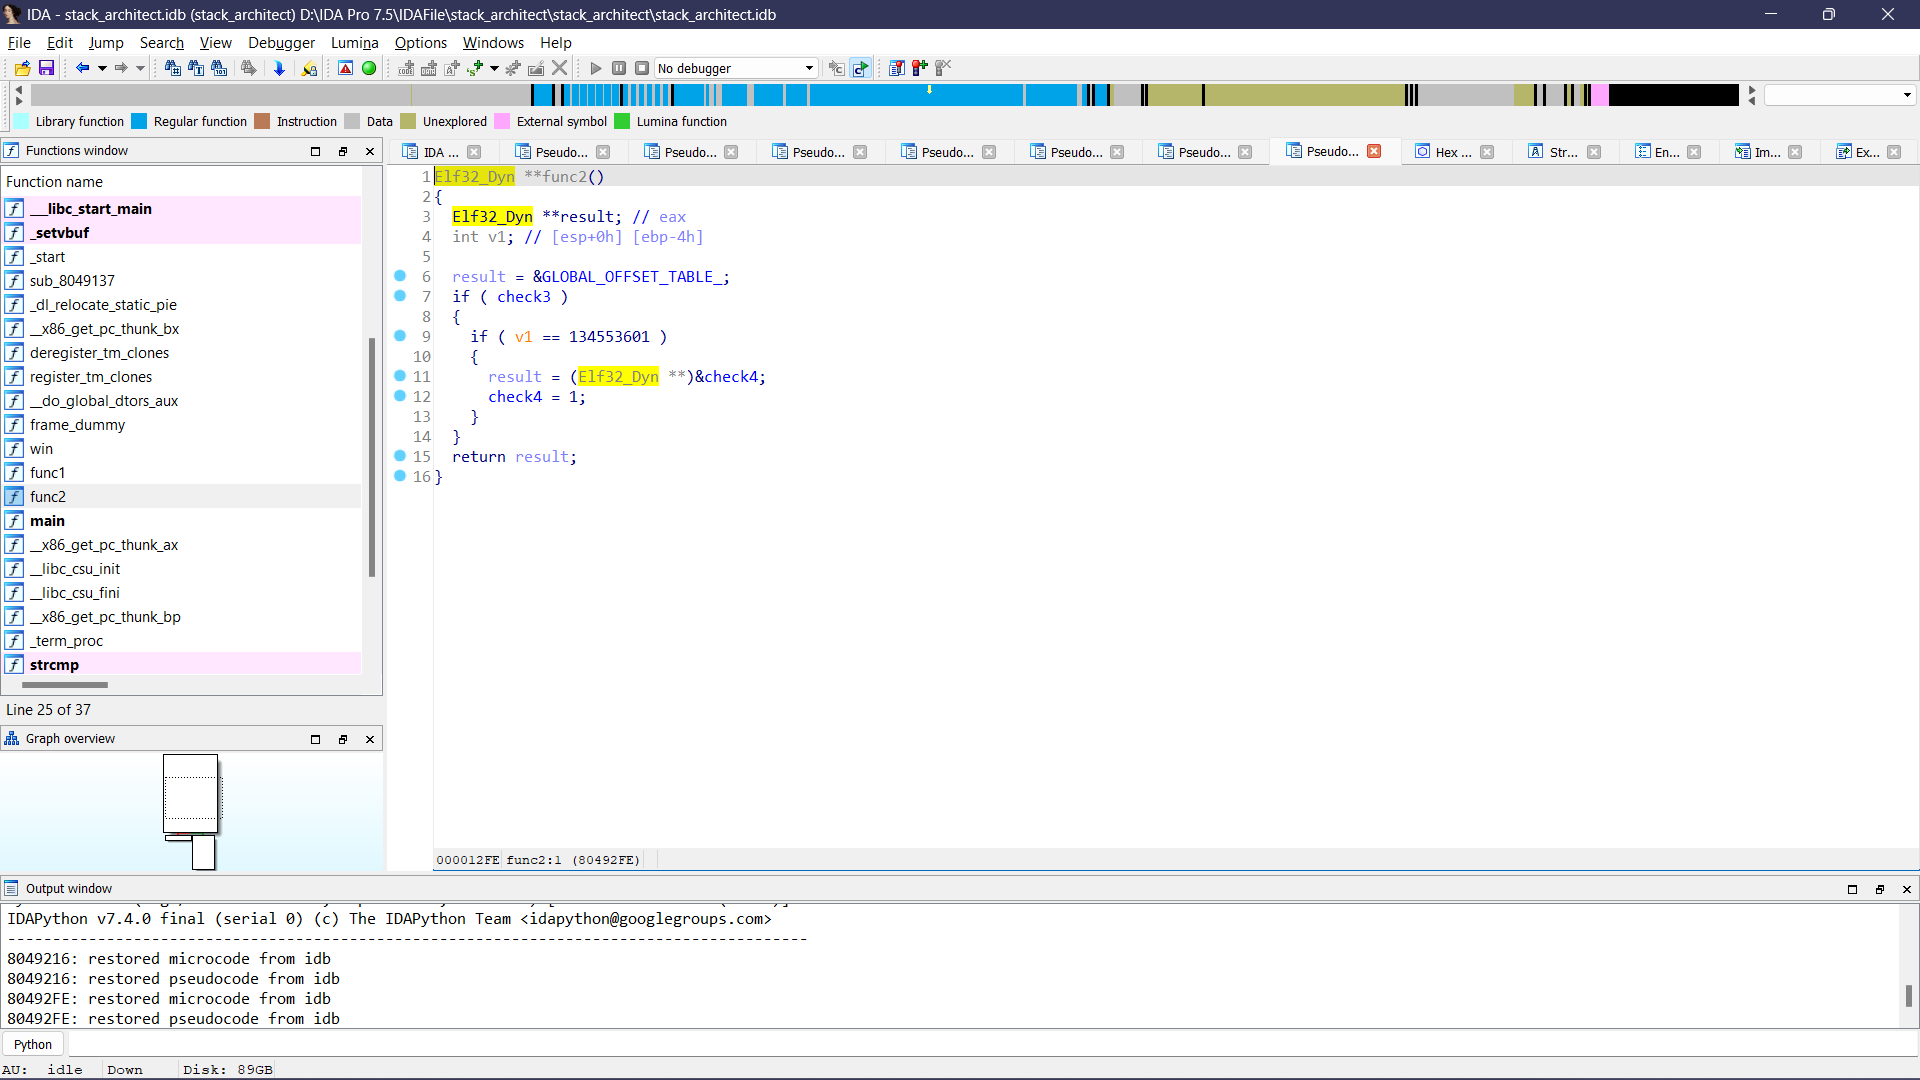 IDA - stack_architect.idb (stack_architect) D:\IDA Pro 7.5\IDAFile\stack_architect\stack_architect\stack_architect.idb
File Edit Jump Search View Debugger Lumina Options Windows Help
No debugger
Library function Regular function Instruction Data Unexplored External symbol Lumina function
Functions window
IDA ... Pseudo... Pseudo... Pseudo... Pseudo... Pseudo... Pseudo... Pseudo... Hex ... Str... En... Im... Ex...
Function name
__libc_start_main
_setvbuf
_start
sub_8049137
_dl_relocate_static_pie
__x86_get_pc_thunk_bx
deregister_tm_clones
register_tm_clones
__do_global_dtors_aux
frame_dummy
win
func1
func2
main
__x86_get_pc_thunk_ax
__libc_csu_init
__libc_csu_fini
__x86_get_pc_thunk_bp
_term_proc
strcmp
Line 25 of 37
Graph overview
1 Elf32_Dyn **func2()
2 {
3 Elf32_Dyn **result; // eax
4 int v1; // [esp+0h] [ebp-4h]
5
6 result = &GLOBAL_OFFSET_TABLE_;
7 if ( check3 )
8 {
9 if ( v1 == 134553601 )
10 {
11 result = (Elf32_Dyn **)&check4;
12 check4 = 1;
13 }
14 }
15 return result;
16 }
000012FE func2:1 (80492FE)
Output window
IDAPython v7.4.0 final (serial 0) (c) The IDAPython Team <idapython@googlegroups.com>
-----------------------------------------------------------------------------------------
8049216: restored microcode from idb
8049216: restored pseudocode from idb
80492FE: restored microcode from idb
80492FE: restored pseudocode from idb
Python
AU: idle Down Disk: 89GB